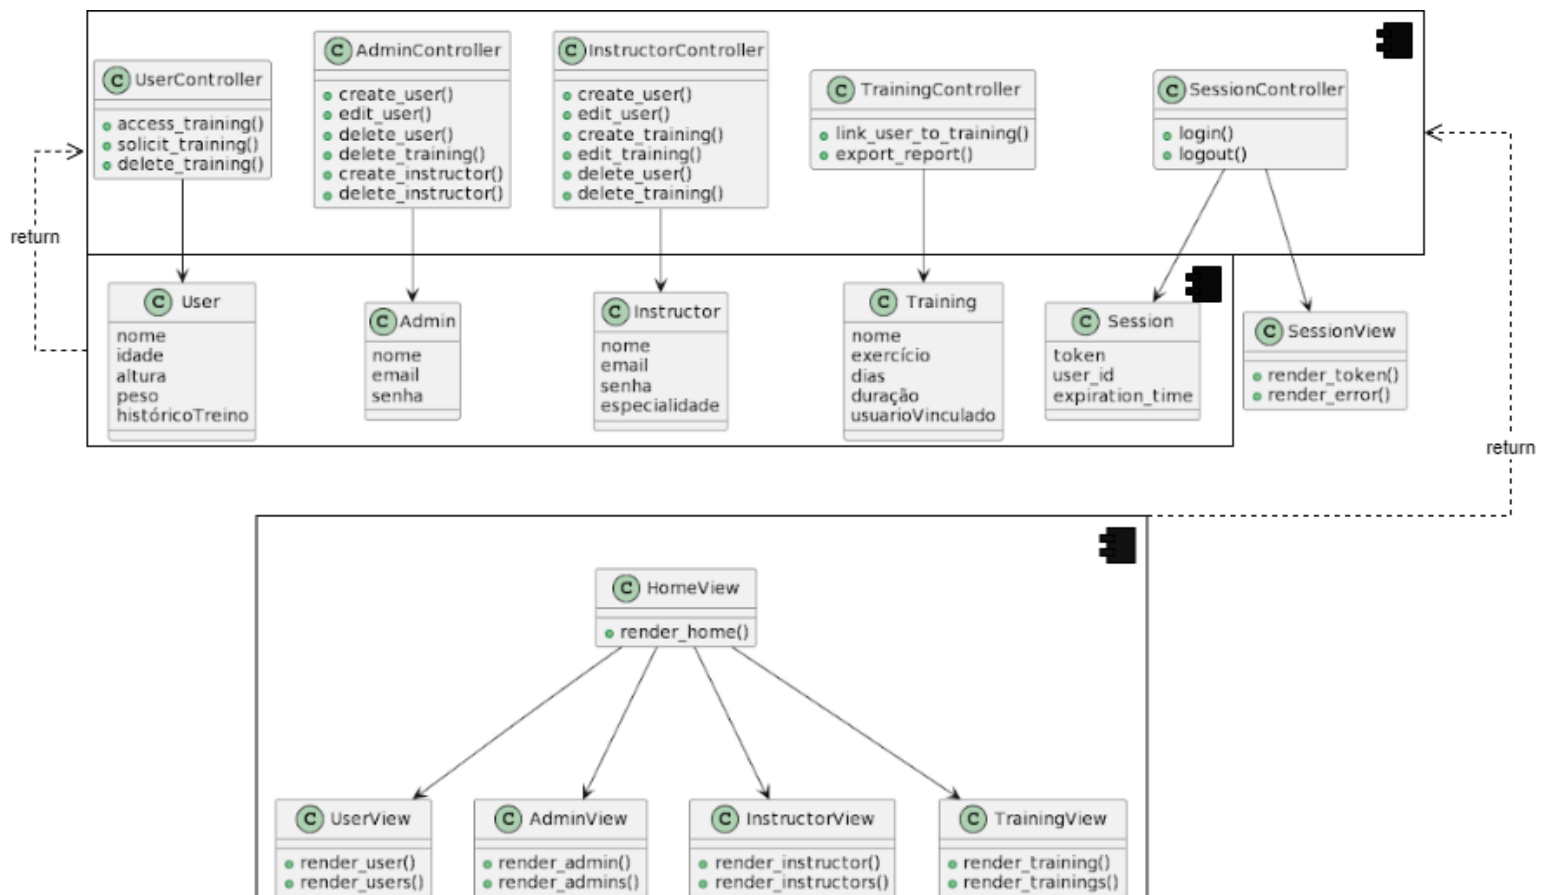 C UserController
access_training()
solicit_training()
delete_training()
C AdminController
create_user()
edit_user()
delete_user()
delete_training()
create_instructor()
delete_instructor()
C InstructorController
create_user()
edit_user()
create_training()
edit_training()
delete_user()
delete_training()
C TrainingController
link_user_to_training()
export_report()
C SessionController
login()
logout()
return
C User
nome
idade
altura
peso
históricoTreino
C Admin
nome
email
senha
C Instructor
nome
email
senha
especialidade
C Training
nome
exercício
dias
duração
usuarioVinculado
C Session
token
user_id
expiration_time
C SessionView
render_token()
render_error()
return
C HomeView
render_home()
C UserView
render_user()
render_users()
C AdminView
render_admin()
render_admins()
C InstructorView
render_instructor()
render_instructors()
C TrainingView
render_training()
render_trainings()